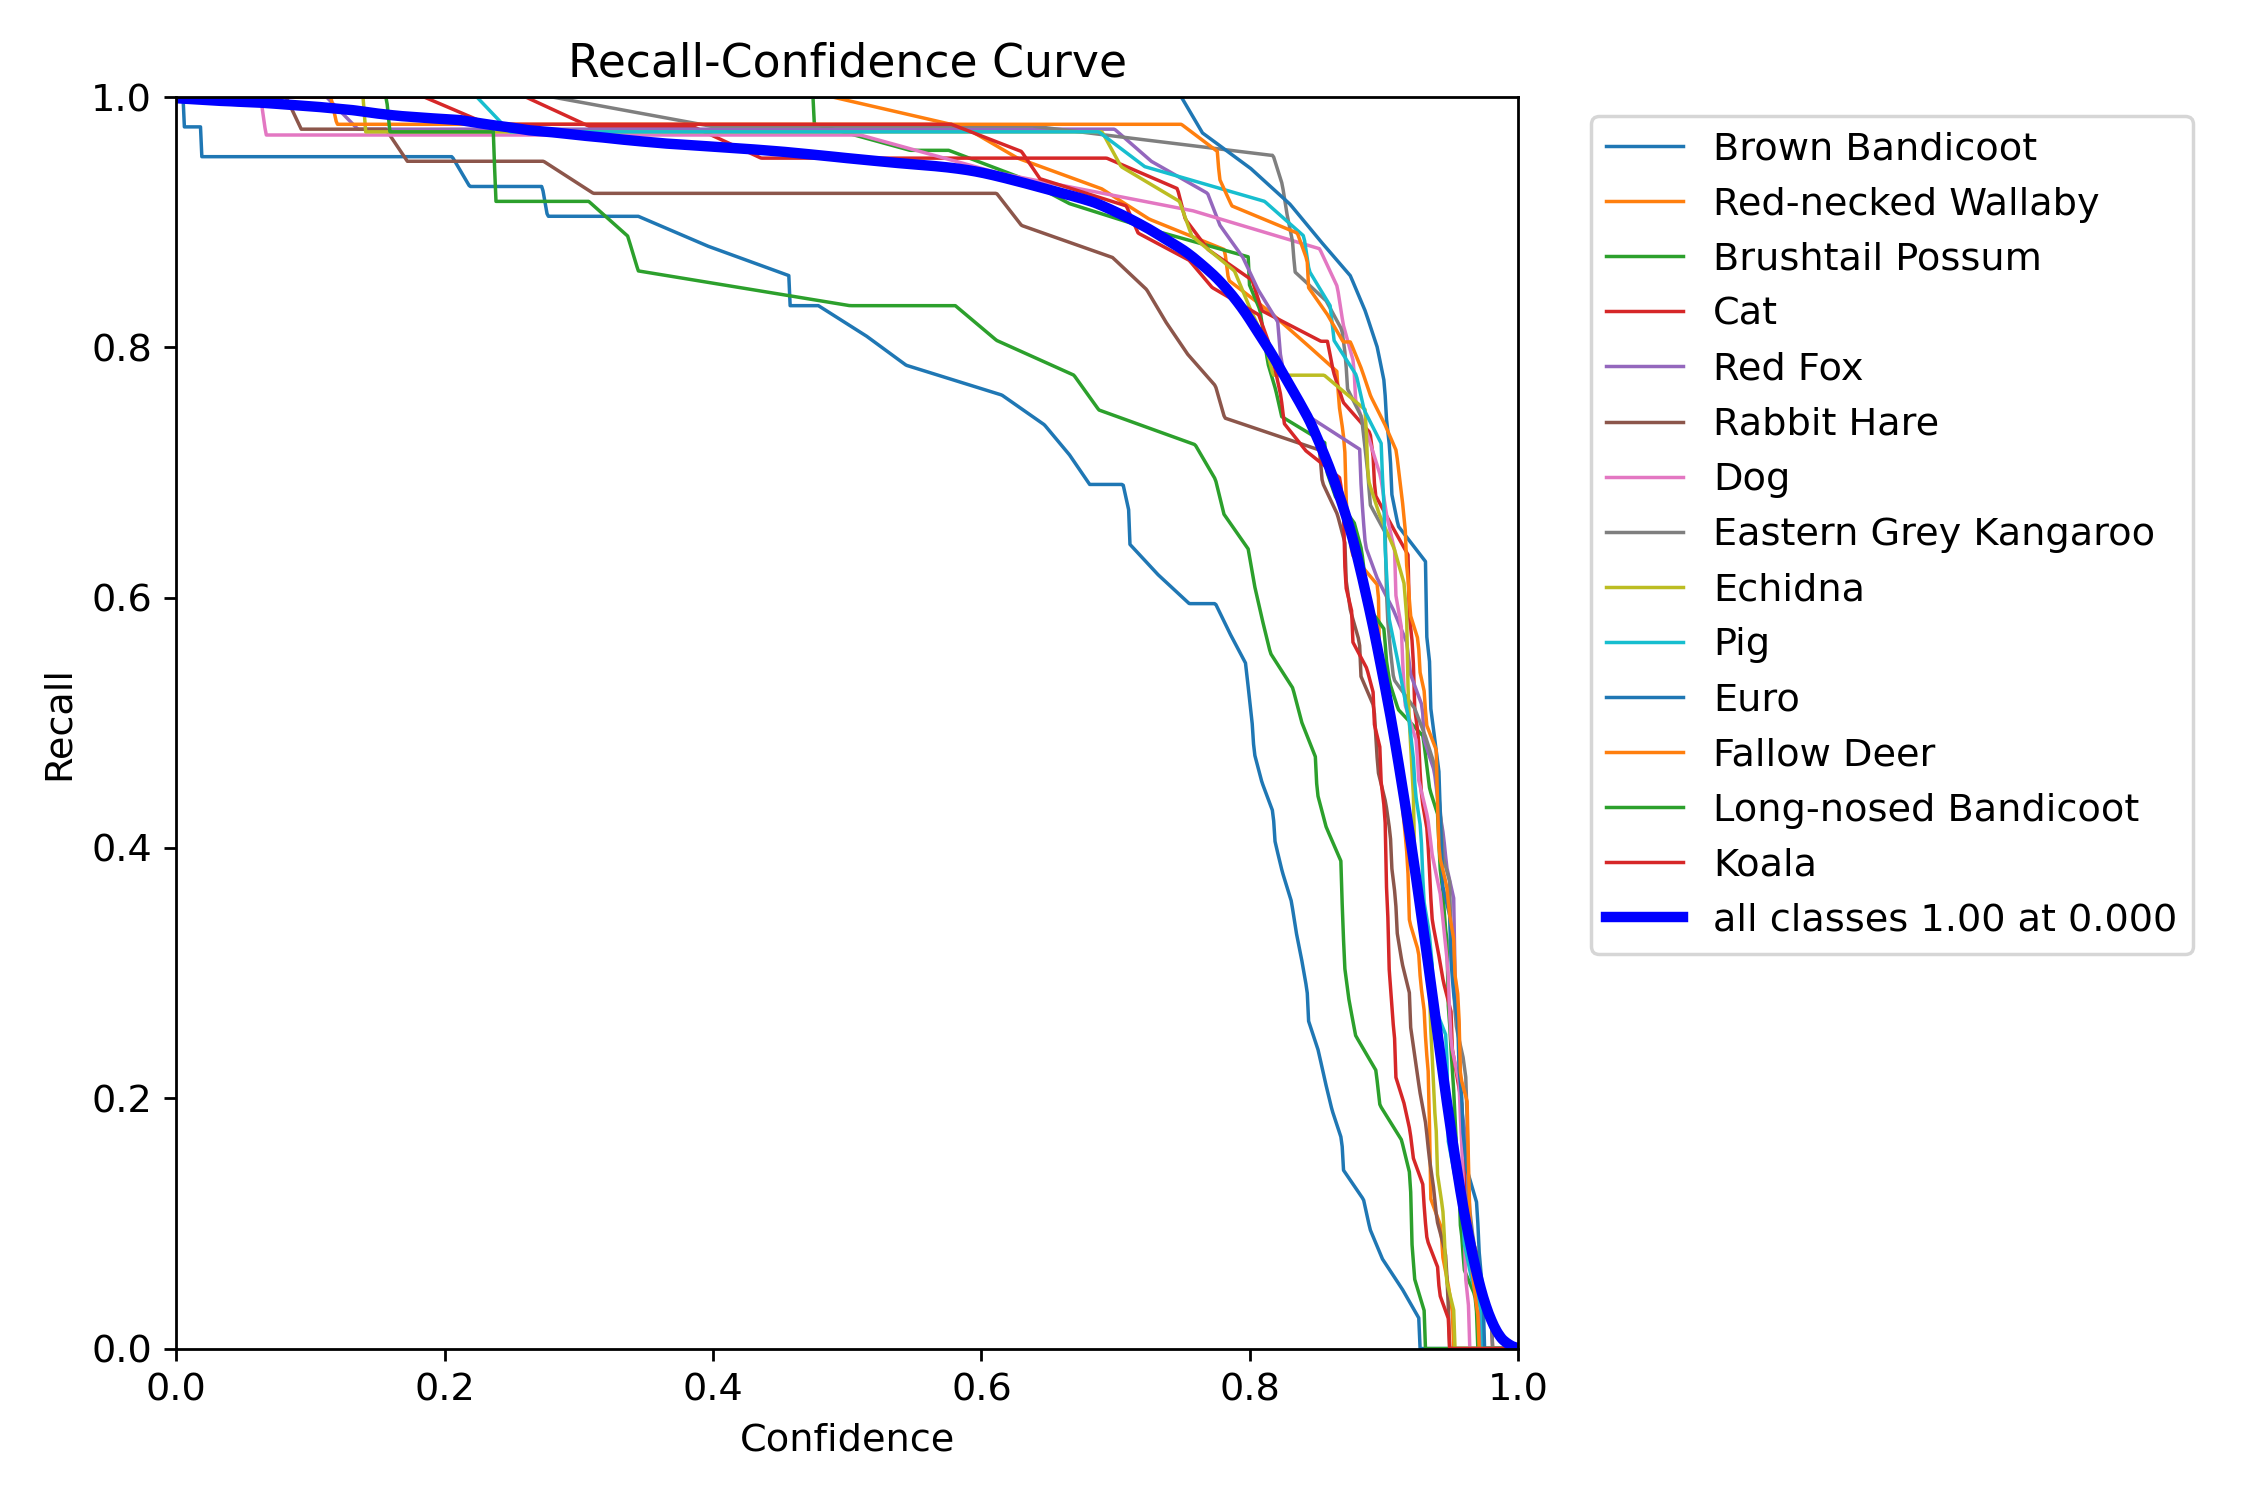 Recall-Confidence Curve
1.0
0.8
0.6
0.4
0.2
0.0
Recall
0.0 0.2 0.4 0.6 0.8 1.0
Confidence
Brown Bandicoot
Red-necked Wallaby
Brushtail Possum
Cat
Red Fox
Rabbit Hare
Dog
Eastern Grey Kangaroo
Echidna
Pig
Euro
Fallow Deer
Long-nosed Bandicoot
Koala
all classes 1.00 at 0.000